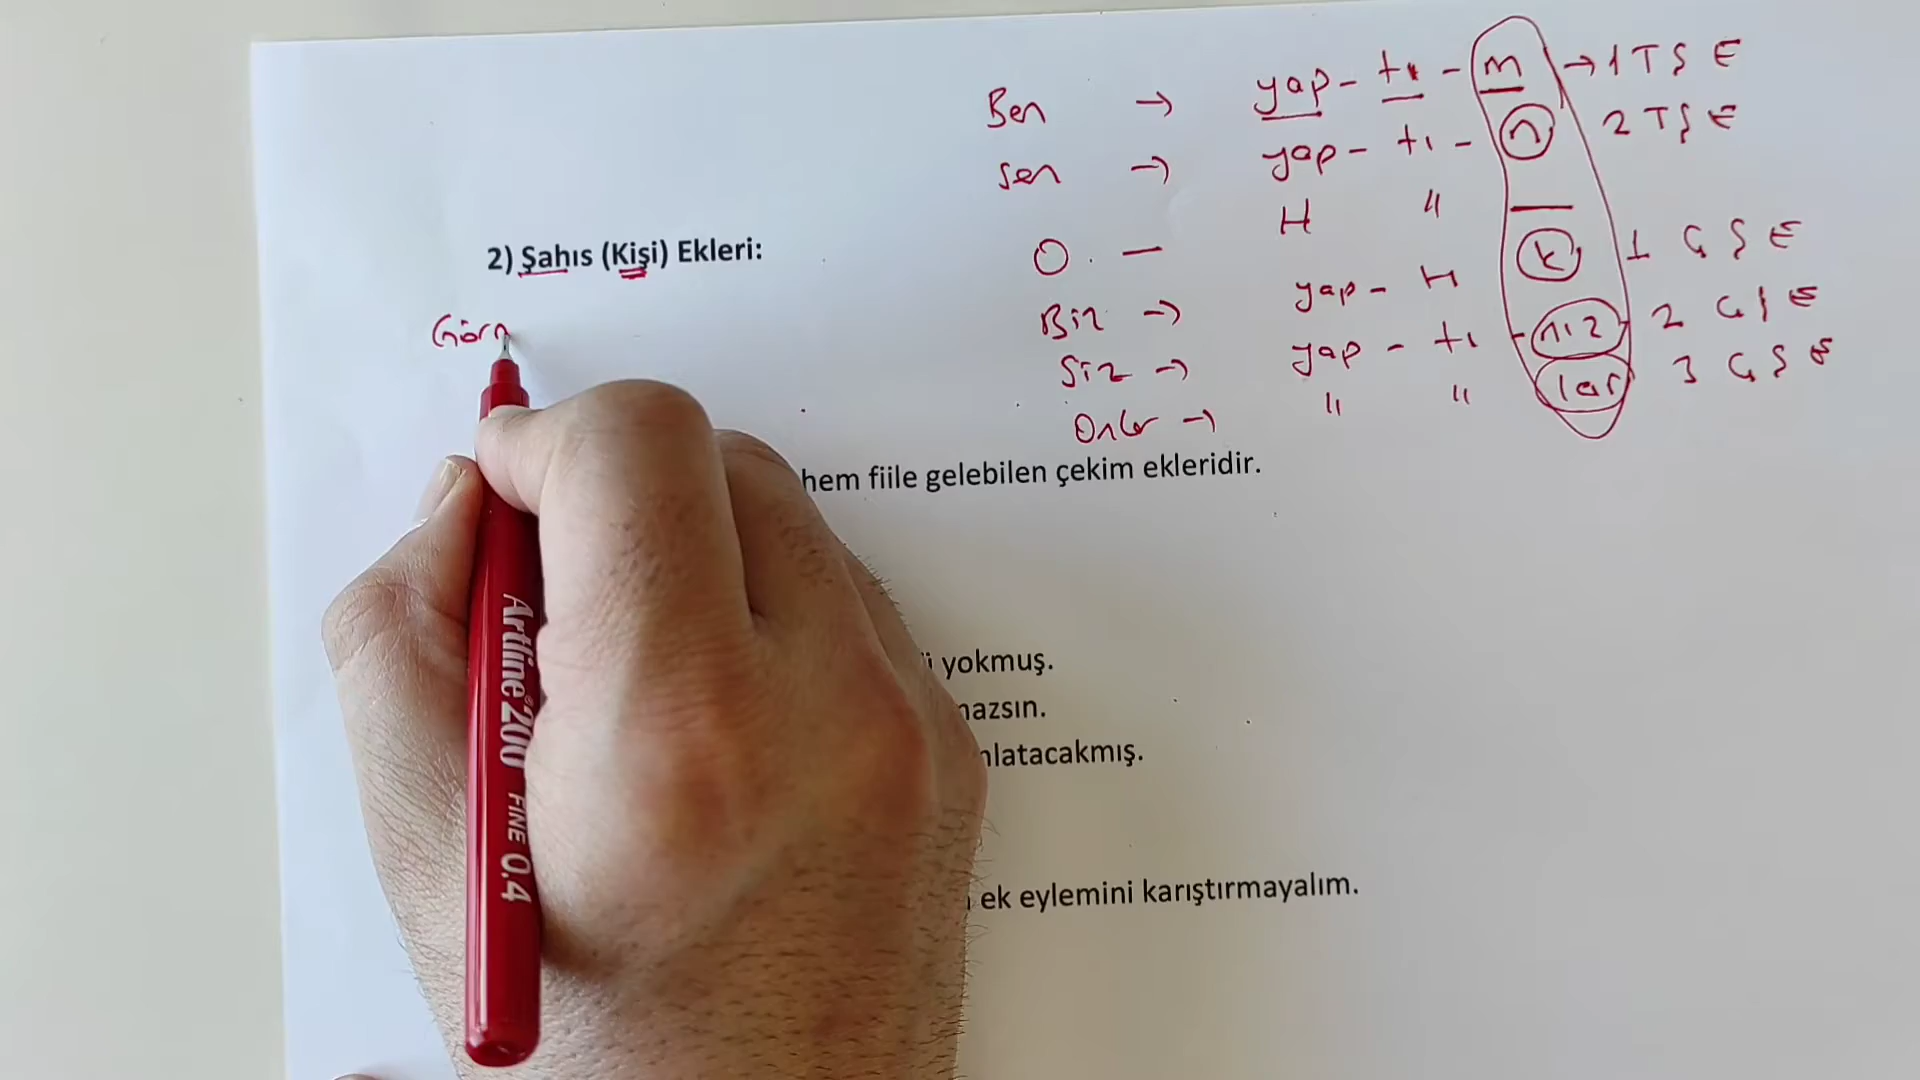 Ben → yap - tı - m → 1 T Ş E
sen → yap - tı - n 2 T Ş E
O — H " —
Biz → yap - H k 1 Ç Ş E
Siz → yap - tı - nız 2 Ç Ş E
Onlar → " " lar 3 Ç Ş E
2) Şahıs (Kişi) Ekleri:
Görm
hem fiile gelebilen çekim ekleridir.
yokmuş.
mazsın.
nlatacakmış.
ek eylemini karıştırmayalım.
Artline 200 FINE 0.4